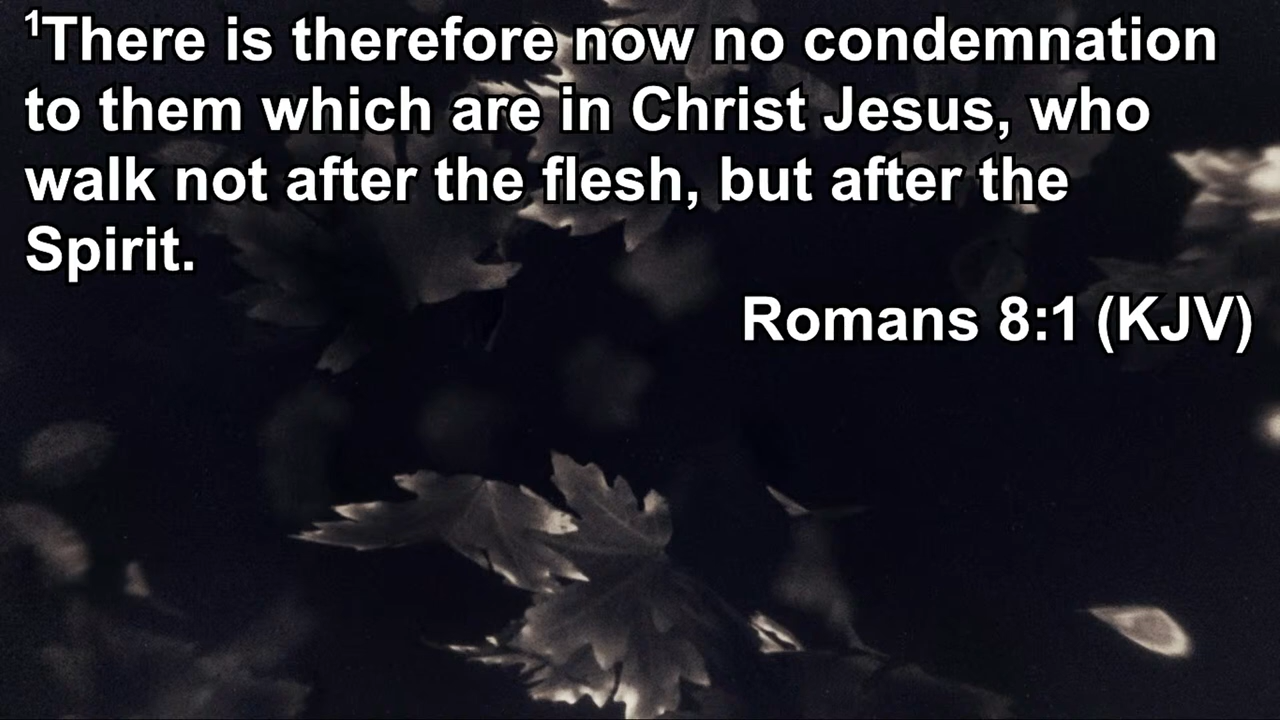 ¹There is therefore now no condemnation
to them which are in Christ Jesus, who
walk not after the flesh, but after the
Spirit.
Romans 8:1 (KJV)